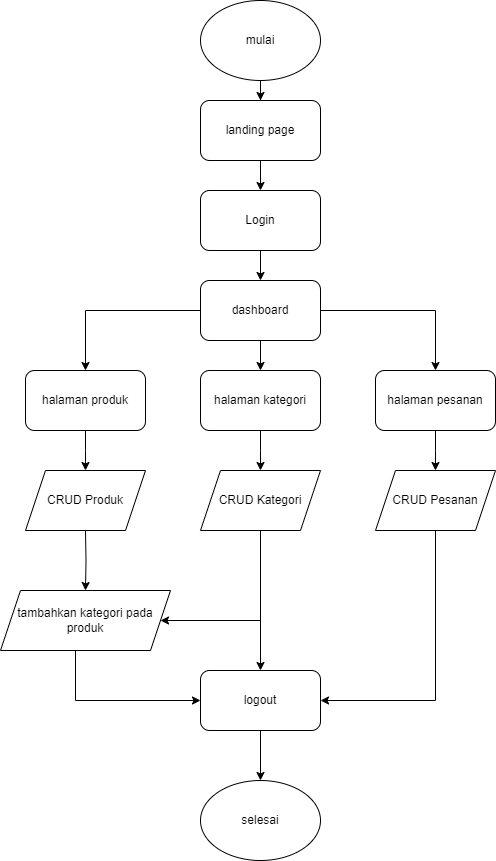 mulai
landing page
Login
dashboard
halaman produk
halaman kategori
halaman pesanan
CRUD Produk
CRUD Kategori
CRUD Pesanan
tambahkan kategori pada
produk
logout
selesai